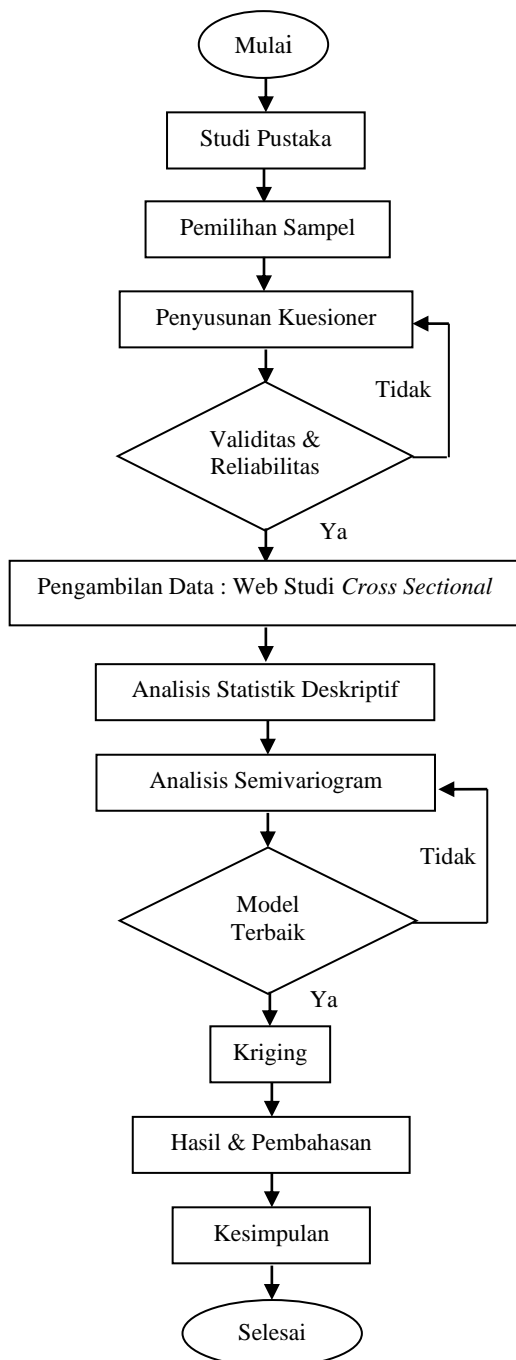 Mulai
Studi Pustaka
Pemilihan Sampel
Penyusunan Kuesioner
Tidak
Validitas &
Reliabilitas
Ya
Pengambilan Data : Web Studi Cross Sectional
Analisis Statistik Deskriptif
Analisis Semivariogram
Tidak
Model
Terbaik
Ya
Kriging
Hasil & Pembahasan
Kesimpulan
Selesai